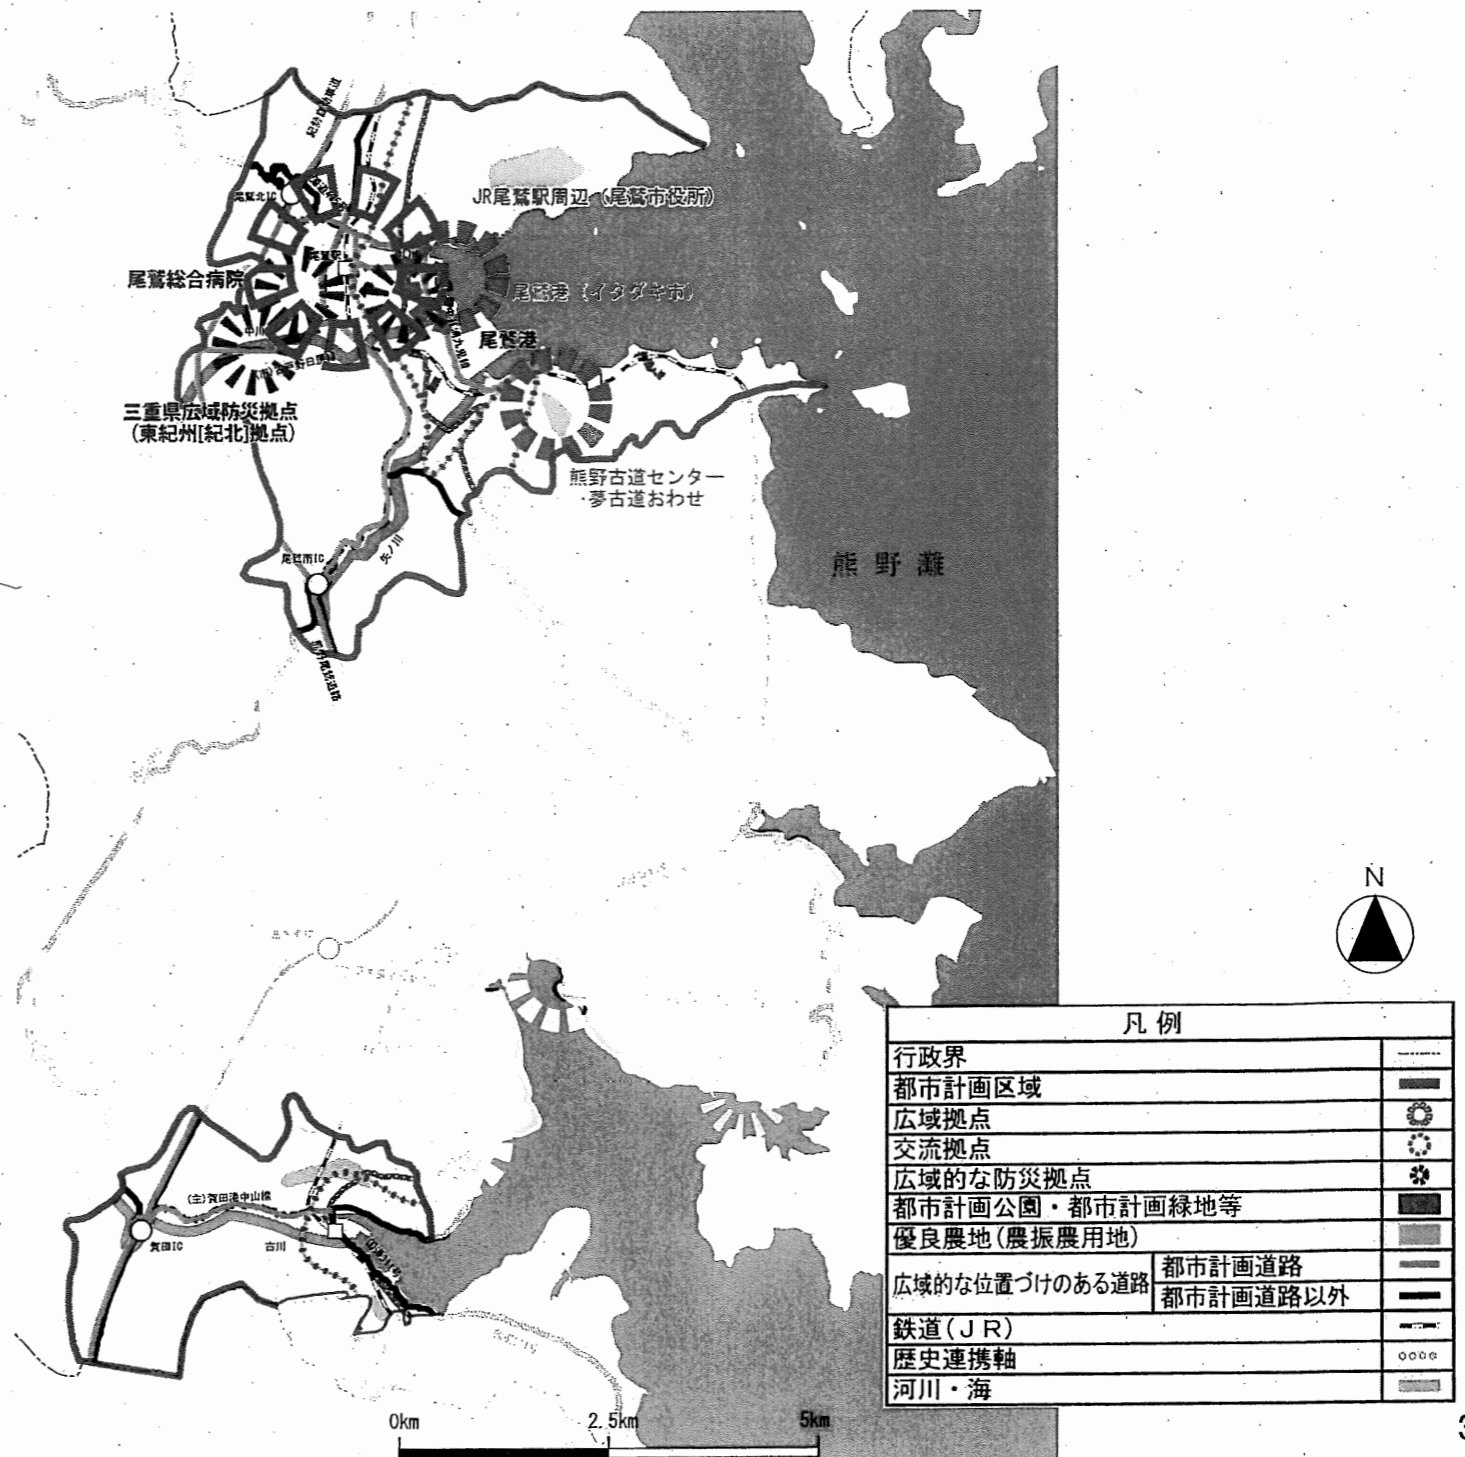 尾鷲北IC
JR尾鷲駅周辺（尾鷲市役所）
尾鷲総合病院
尾鷲港（イタダキ市）
中川
尾鷲港
三重県広域防災拠点
(東紀州[紀北]拠点)
熊野古道センター
・夢古道おわせ
尾鷲南IC
矢ノ川
熊野灘
N
(主)賀田港中山線
賀田IC
古川
凡例
行政界
都市計画区域
広域拠点
交流拠点
広域的な防災拠点
都市計画公園・都市計画緑地等
優良農地(農振農用地)
広域的な位置づけのある道路
都市計画道路
都市計画道路以外
鉄道(ＪＲ)
歴史連携軸
河川・海
0km 2.5km 5km